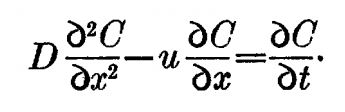 D ∂²C/∂x² − u ∂C/∂x = ∂C/∂t.